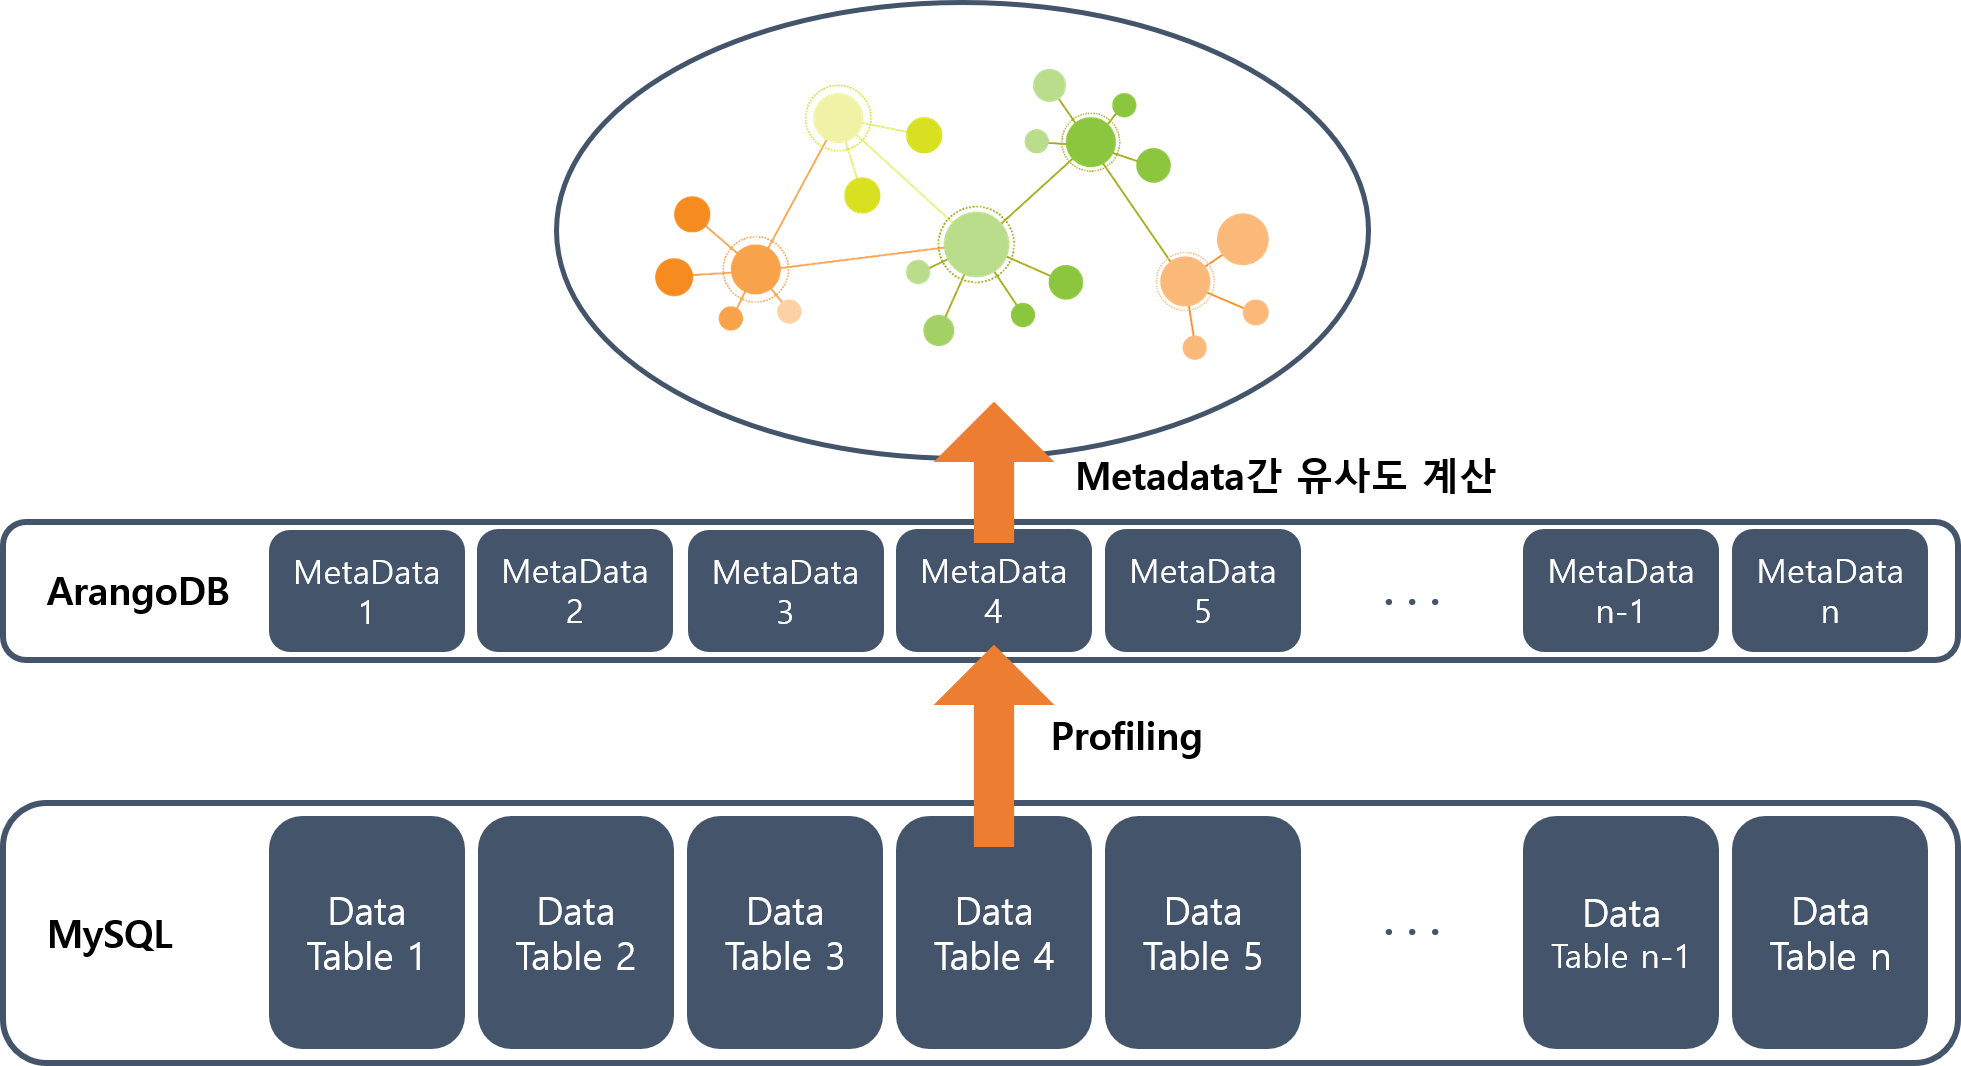 Metadata간 유사도 계산
ArangoDB
MetaData
1
MetaData
2
MetaData
3
MetaData
4
MetaData
5
. . .
MetaData
n-1
MetaData
n
Profiling
MySQL
Data
Table 1
Data
Table 2
Data
Table 3
Data
Table 4
Data
Table 5
. . .
Data
Table n-1
Data
Table n